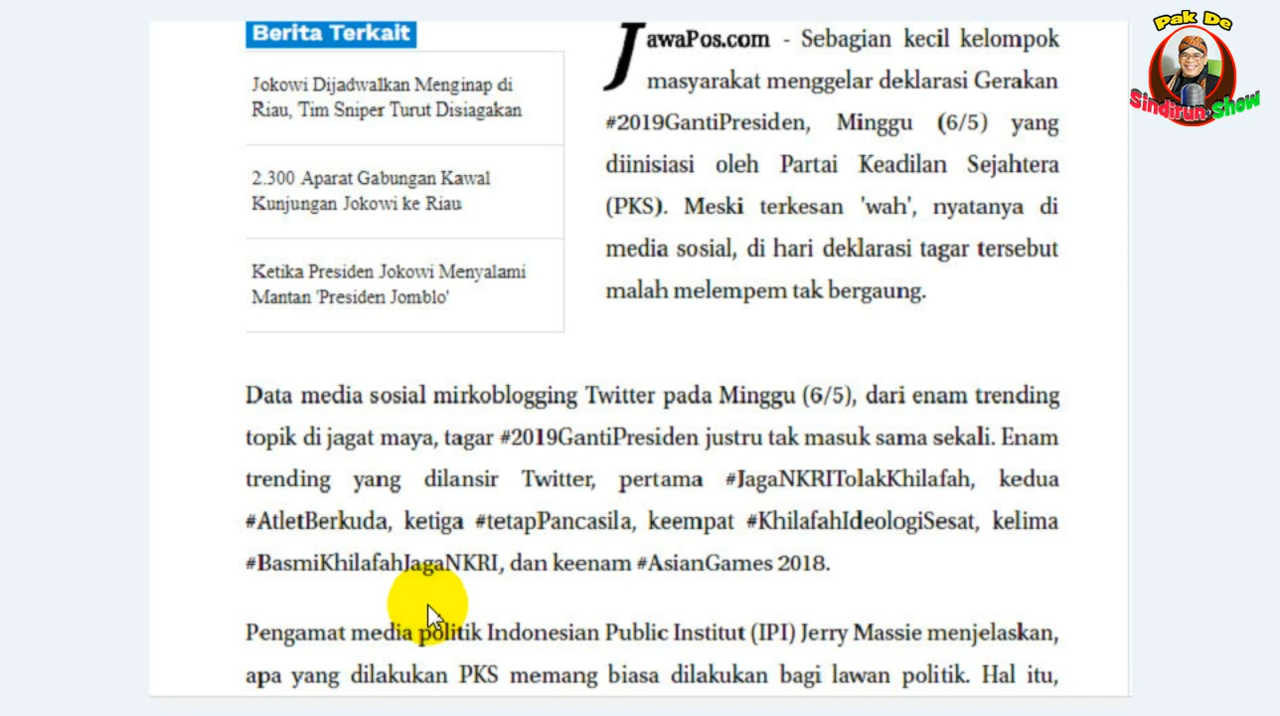 Berita Terkait
Jokowi Dijadwalkan Menginap di
Riau, Tim Sniper Turut Disiagakan
2.300 Aparat Gabungan Kawal
Kunjungan Jokowi ke Riau
Ketika Presiden Jokowi Menyalami
Mantan 'Presiden Jomblo'
JawaPos.com - Sebagian kecil kelompok
masyarakat menggelar deklarasi Gerakan
#2019GantiPresiden, Minggu (6/5) yang
diinisiasi oleh Partai Keadilan Sejahtera
(PKS). Meski terkesan 'wah', nyatanya di
media sosial, di hari deklarasi tagar tersebut
malah melempem tak bergaung.
Data media sosial mirkoblogging Twitter pada Minggu (6/5), dari enam trending
topik di jagat maya, tagar #2019GantiPresiden justru tak masuk sama sekali. Enam
trending yang dilansir Twitter, pertama #JagaNKRITolakKhilafah, kedua
#AtletBerkuda, ketiga #tetapPancasila, keempat #KhilafahIdeologiSesat, kelima
#BasmiKhilafahJagaNKRI, dan keenam #AsianGames 2018.
Pengamat media politik Indonesian Public Institut (IPI) Jerry Massie menjelaskan,
apa yang dilakukan PKS memang biasa dilakukan bagi lawan politik. Hal itu,
Pak De
Sindirun Show